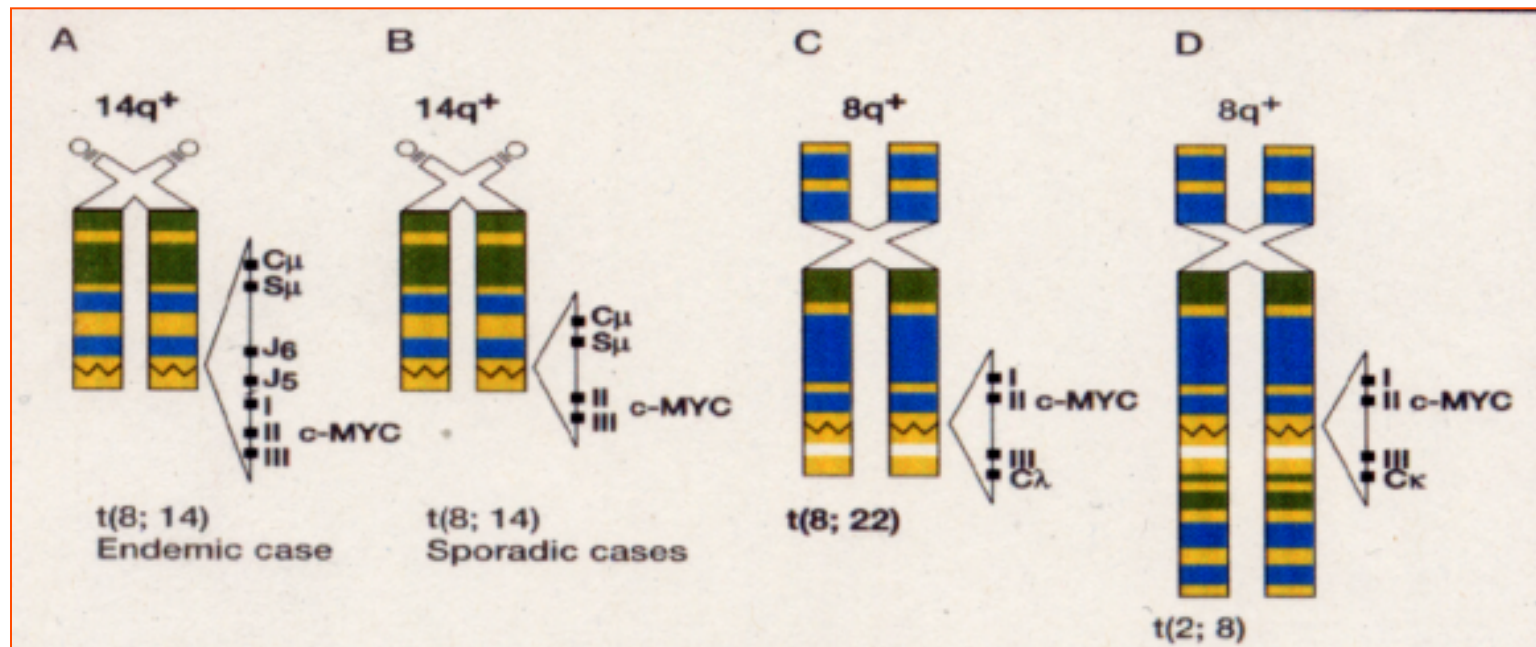 A
14q+
Cμ
Sμ
J6
J5
I
II c-MYC
III
t(8; 14)
Endemic case
B
14q+
Cμ
Sμ
II
III
c-MYC
t(8; 14)
Sporadic cases
C
8q+
I
II c-MYC
III
Cλ
t(8; 22)
D
8q+
I
II c-MYC
III
Cκ
t(2; 8)